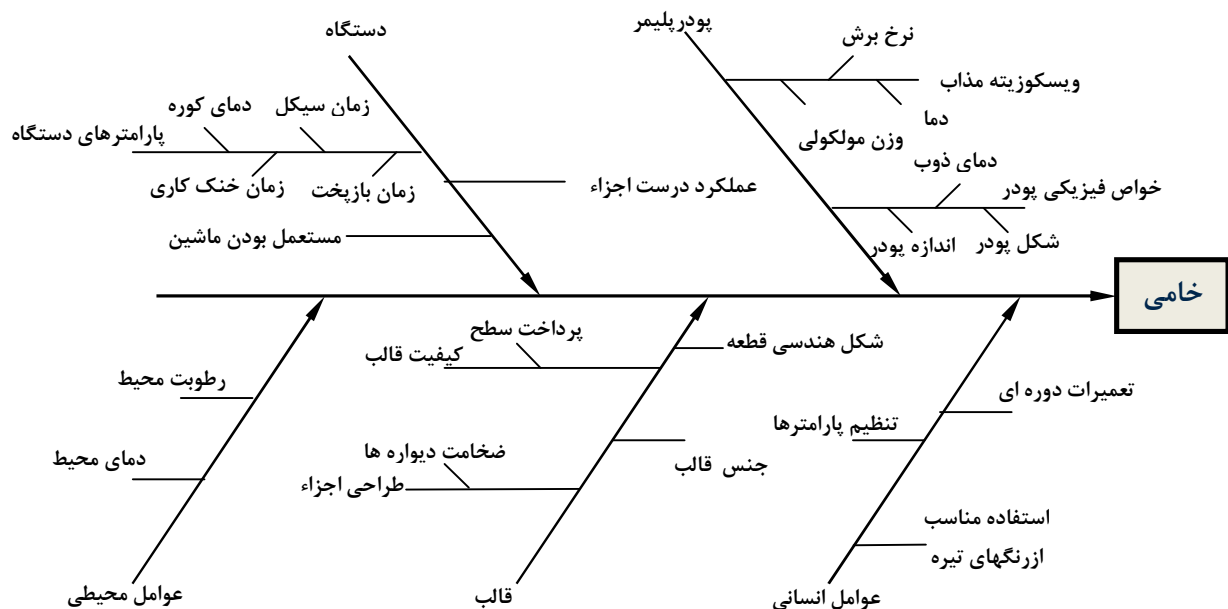 پودرپلیمر
دستگاه
نرخ برش
ویسکوزیته مذاب
دما
وزن مولکولی
دمای ذوب
خواص فیزیکی پودر
شکل پودر
اندازه پودر
زمان سیکل
دمای کوره
پارامترهای دستگاه
زمان بازپخت
زمان خنک کاری
عملکرد درست اجزاء
مستعمل بودن ماشین
خامی
شکل هندسی قطعه
پرداخت سطح
کیفیت قالب
جنس قالب
ضخامت دیواره ها
طراحی اجزاء
تعمیرات دوره ای
تنظیم پارامترها
استفاده مناسب
ازرنگهای تیره
رطوبت محیط
دمای محیط
عوامل انسانی
قالب
عوامل محیطی